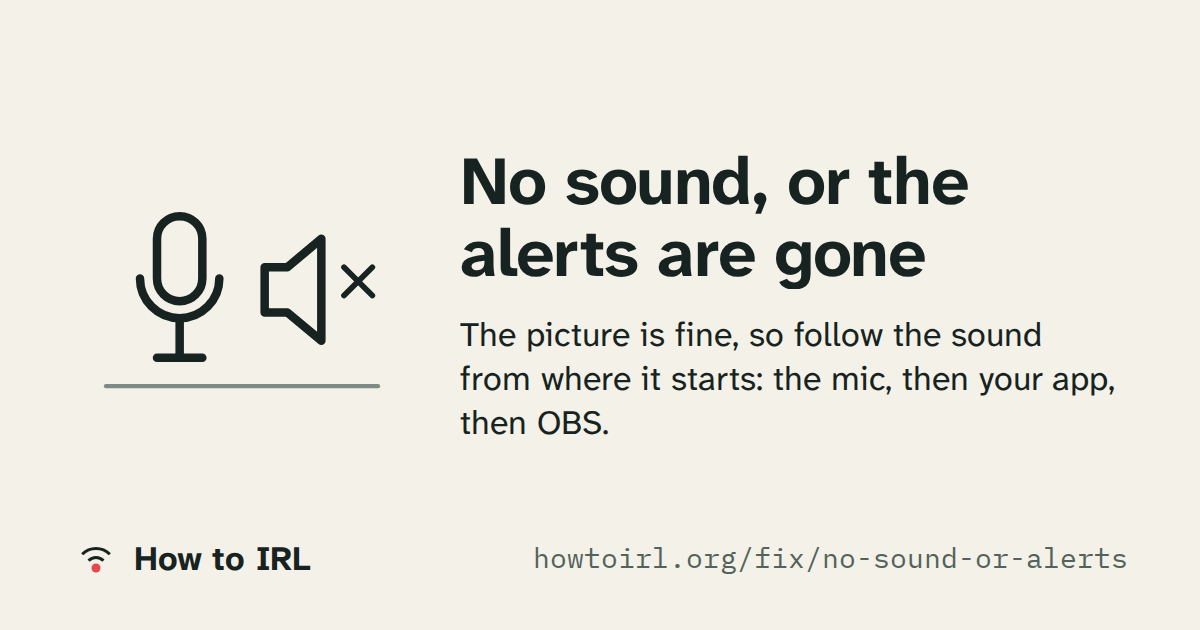 No sound, or the
alerts are gone
The picture is fine, so follow the sound
from where it starts: the mic, then your app,
then OBS.
How to IRL
howtoirl.org/fix/no-sound-or-alerts